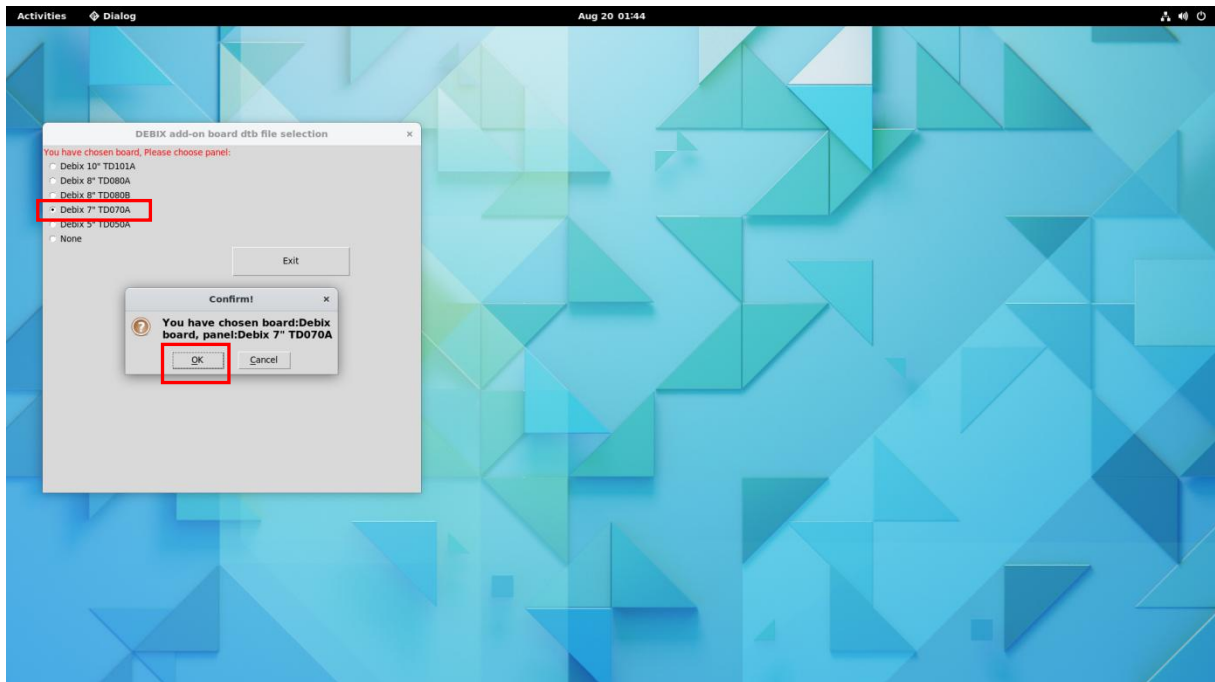 Activities Dialog Aug 20 01:44
DEBIX add-on board dtb file selection ×
You have chosen board, Please choose panel:
Debix 10" TD101A
Debix 8" TD080A
Debix 8" TD080B
Debix 7" TD070A
Debix 5" TD050A
None
Exit
Confirm! ×
You have chosen board:Debix
board, panel:Debix 7" TD070A
OK Cancel